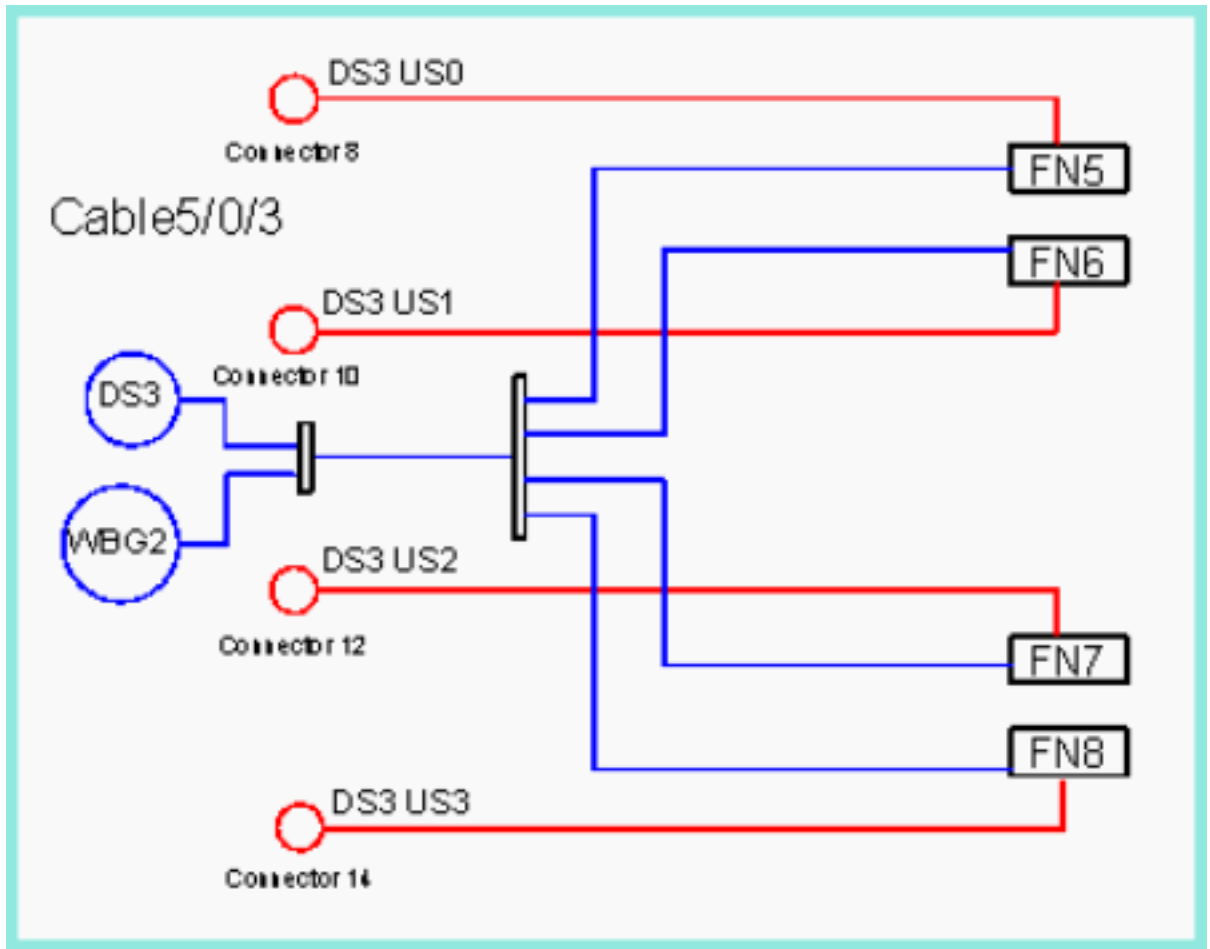 DS3 US0
Connector 8
FN5
Cable5/0/3
FN6
DS3 US1
Connector 10
DS3
WBG2
DS3 US2
Connector 12
FN7
FN8
DS3 US3
Connector 14